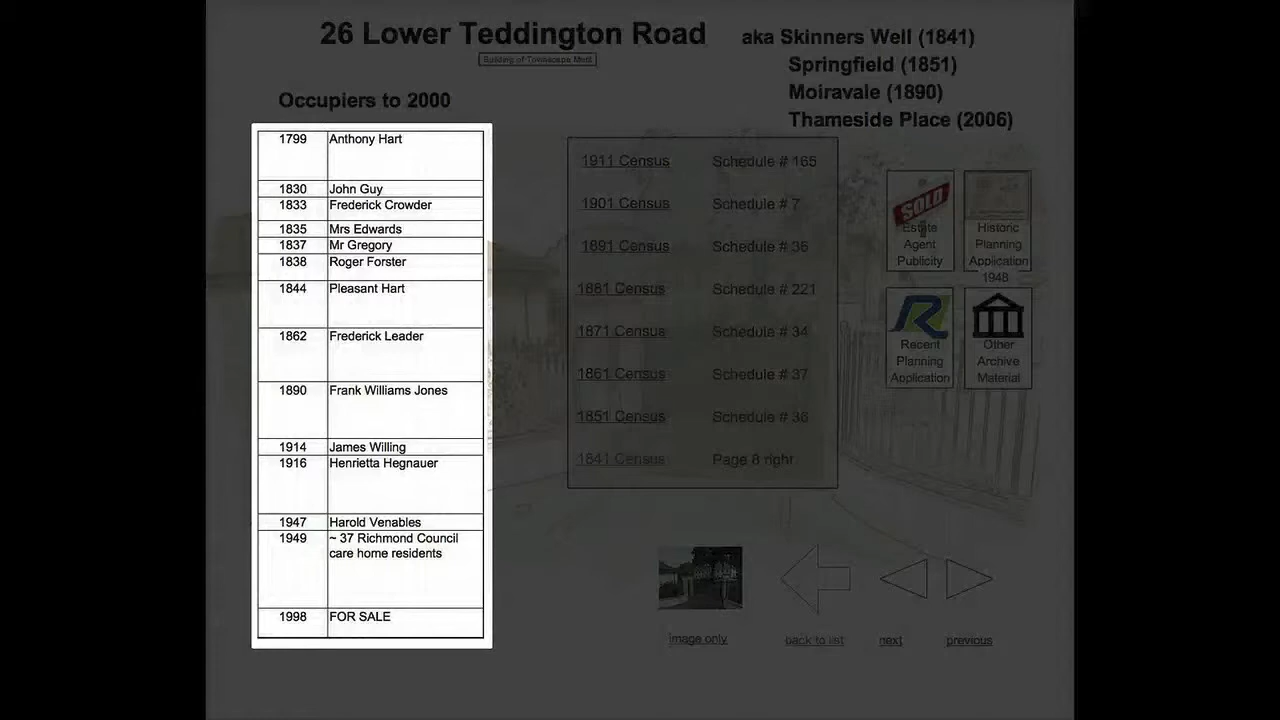 26 Lower Teddington Road
aka Skinners Well (1841)
Springfield (1851)
Moiravale (1890)
Thameside Place (2006)
Building of Townscape Merit
Occupiers to 2000
1799 Anthony Hart
1830 John Guy
1833 Frederick Crowder
1835 Mrs Edwards
1837 Mr Gregory
1838 Roger Forster
1844 Pleasant Hart
1862 Frederick Leader
1890 Frank Williams Jones
1914 James Willing
1916 Henrietta Hegnauer
1947 Harold Venables
1949 ~ 37 Richmond Council
care home residents
1998 FOR SALE
1911 Census Schedule # 165
1901 Census Schedule # 7
1891 Census Schedule # 36
1881 Census Schedule # 221
1871 Census Schedule # 34
1861 Census Schedule # 37
1851 Census Schedule # 36
1841 Census Page 8 right
SOLD
Estate
Agent
Publicity
Historic
Planning
Application
1948
Recent
Planning
Application
Other
Archive
Material
image only
back to list
next
previous